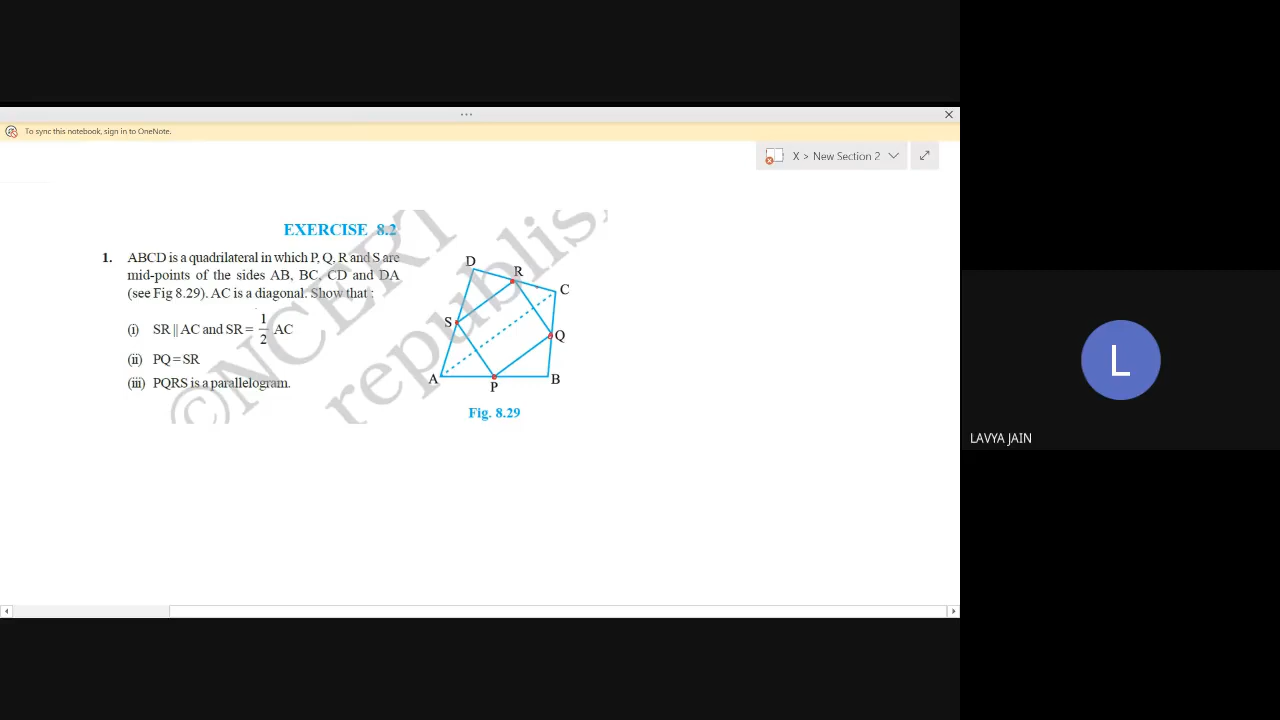 ...
To sync this notebook, sign in to OneNote.
X > New Section 2
EXERCISE 8.2
1. ABCD is a quadrilateral in which P, Q, R and S are
mid-points of the sides AB, BC, CD and DA
(see Fig 8.29). AC is a diagonal. Show that :
(i) SR || AC and SR = 1/2 AC
(ii) PQ = SR
(iii) PQRS is a parallelogram.
D
R
C
S
Q
A
P
B
Fig. 8.29
©NCERT
republis
L
LAVYA JAIN